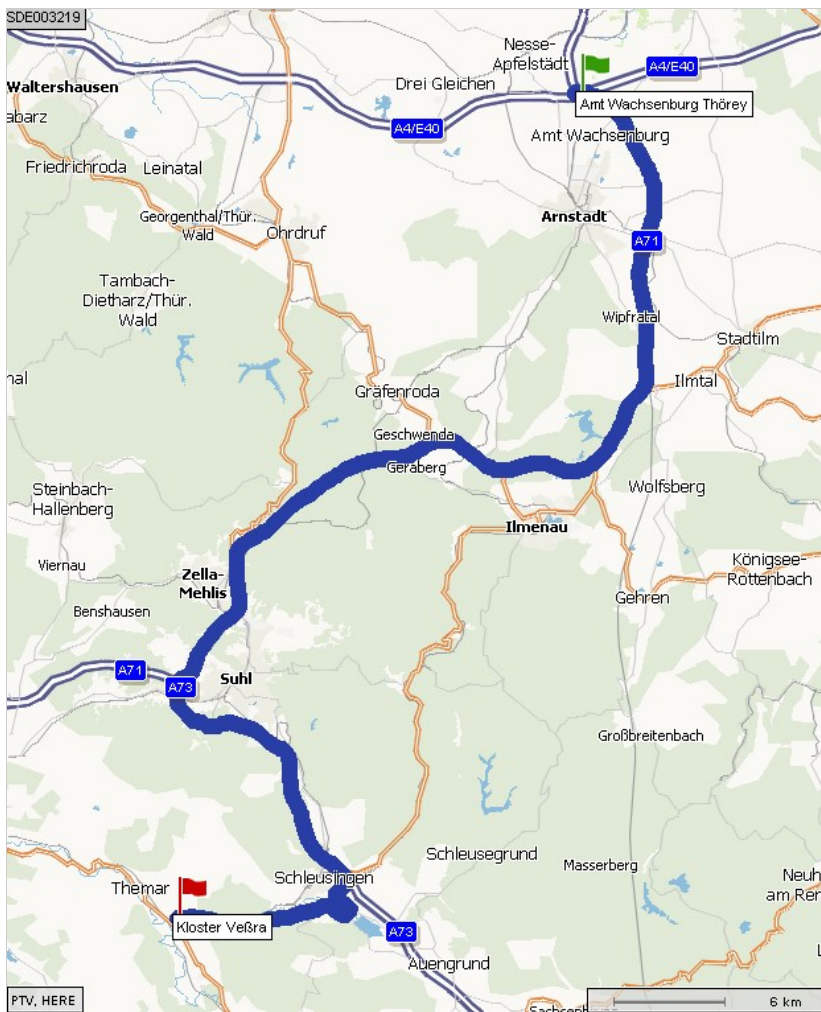 SDE003219
Nesse-
Apfelstädt
A4/E40
Waltershausen
Drei Gleichen
Amt Wachsenburg Thörey
abarz
A4/E40
Amt Wachsenburg
Friedrichroda
Leinatal
Georgenthal/Thür.
Wald
Ohrdruf
Arnstadt
A71
Tambach-
Dietharz/Thür.
Wald
Wipfratal
Stadtilm
nal
Gräfenroda
Ilmtal
Geschwenda
Geraberg
Steinbach-
Hallenberg
Wolfsberg
Ilmenau
Viernau
Zella-
Mehlis
Königsee-
Rottenbach
Benshausen
Gehren
A71
Suhl
A73
Großbreitenbach
Schleusegrund
Masserberg
Neuh
am Ren
Schleusingen
Themar
Kloster Veßra
A73
Auengrund
L
PTV, HERE
6 km